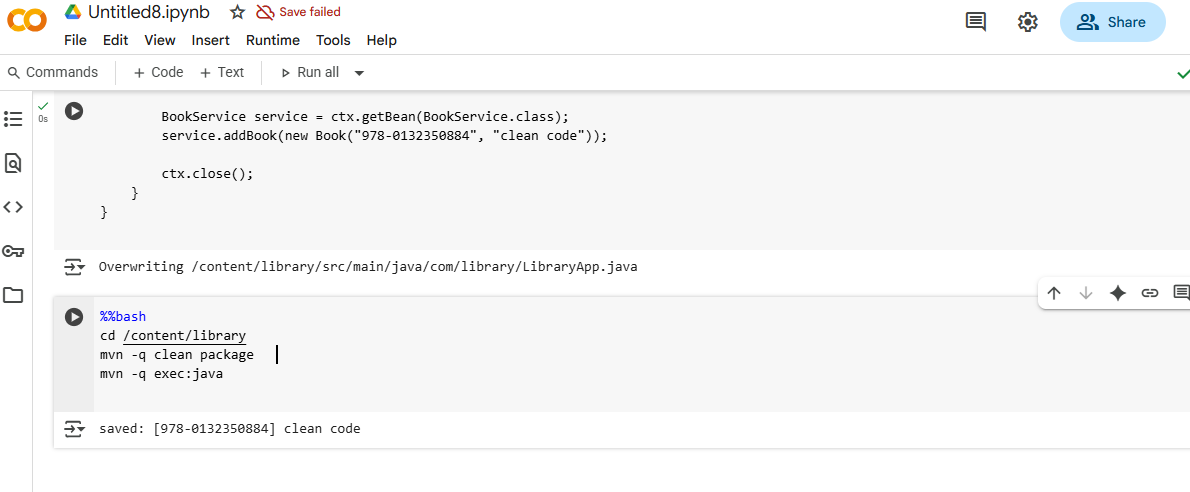 Untitled8.ipynb
Save failed
File Edit View Insert Runtime Tools Help
Share
Commands + Code + Text Run all
0s
BookService service = ctx.getBean(BookService.class);
service.addBook(new Book("978-0132350884", "clean code"));
ctx.close();
}
}
Overwriting /content/library/src/main/java/com/library/LibraryApp.java
%%bash
cd /content/library
mvn -q clean package
mvn -q exec:java
saved: [978-0132350884] clean code